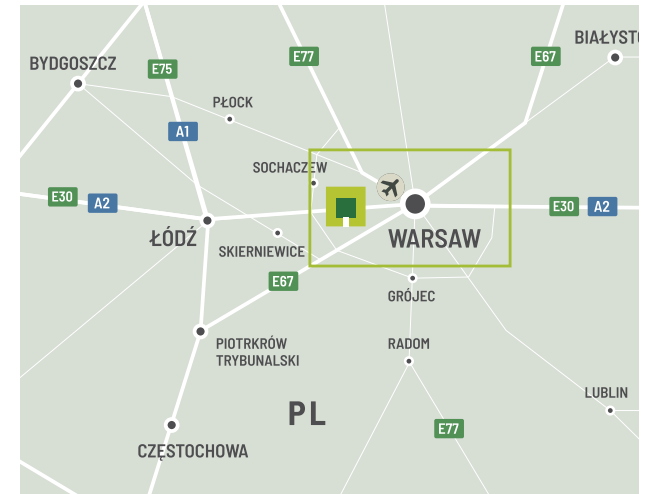 BIAŁYSTO
E77
E67
BYDGOSZCZ
E75
PŁOCK
A1
SOCHACZEW
E30
A2
E30
A2
ŁÓDŹ
WARSAW
SKIERNIEWICE
E67
GRÓJEC
PIOTRKRÓW
TRYBUNALSKI
RADOM
LUBLIN
PL
E77
CZĘSTOCHOWA